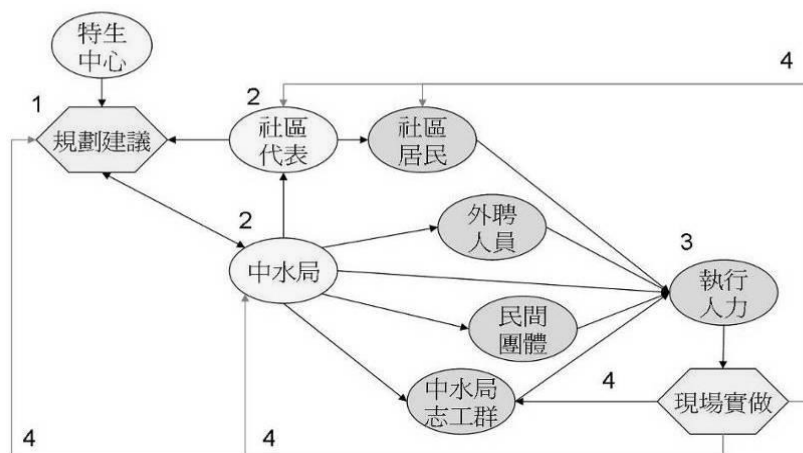 特生
中心
4
1
2
規劃建議
社區
代表
社區
居民
2
外聘
人員
3
中水局
執行
人力
民間
團體
4
中水局
志工群
現場實做
4
4